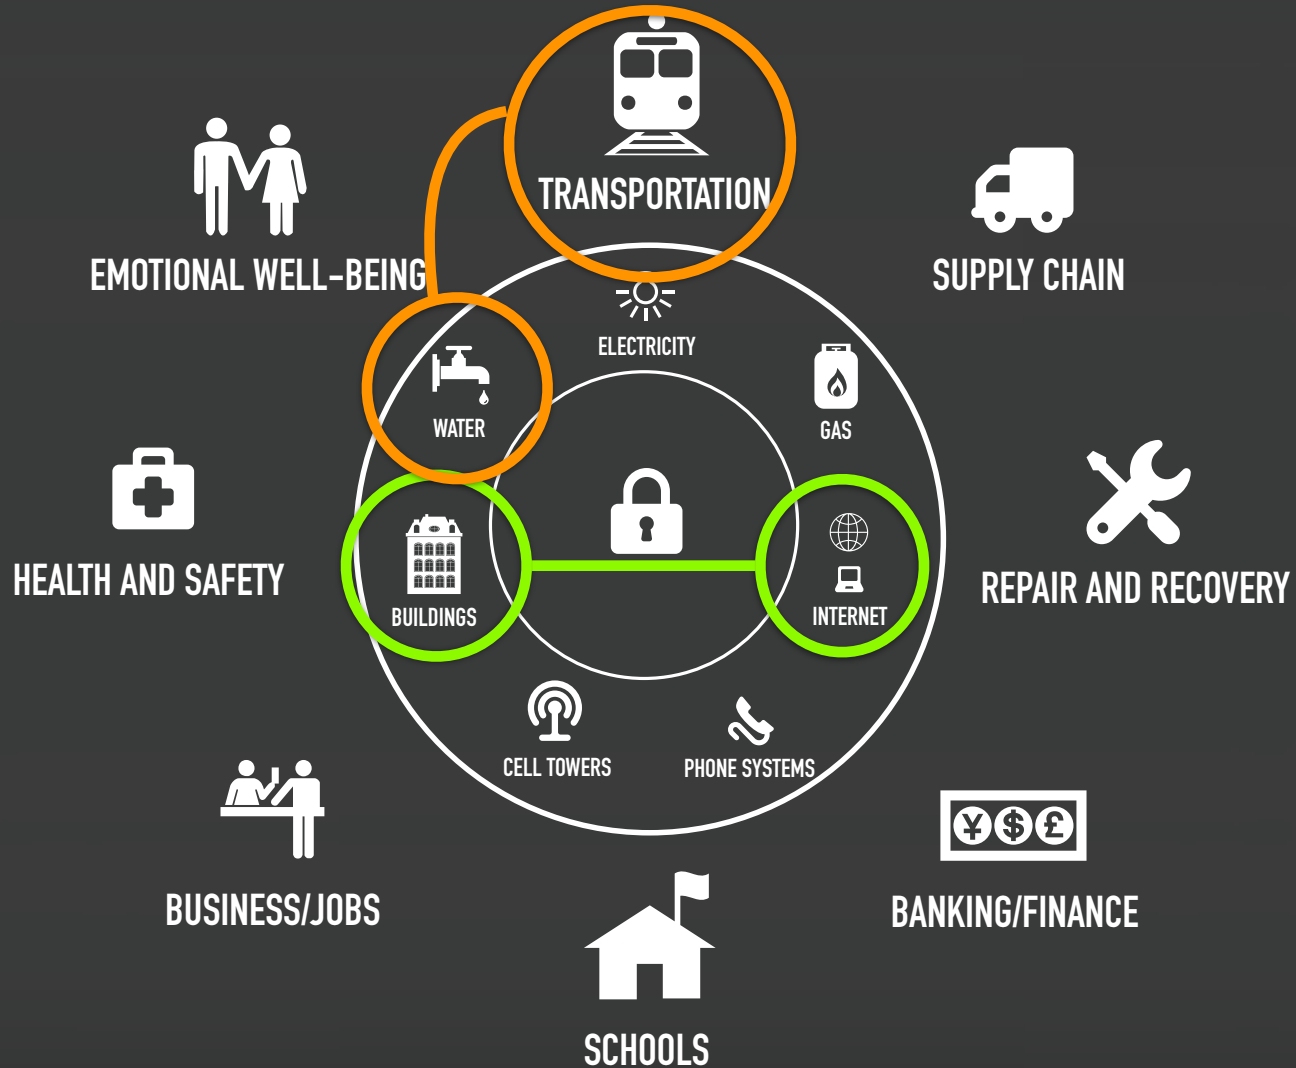 TRANSPORTATION
EMOTIONAL WELL-BEING
SUPPLY CHAIN
ELECTRICITY
WATER
GAS
HEALTH AND SAFETY
REPAIR AND RECOVERY
BUILDINGS
INTERNET
CELL TOWERS
PHONE SYSTEMS
¥ $ £
BUSINESS/JOBS
BANKING/FINANCE
SCHOOLS